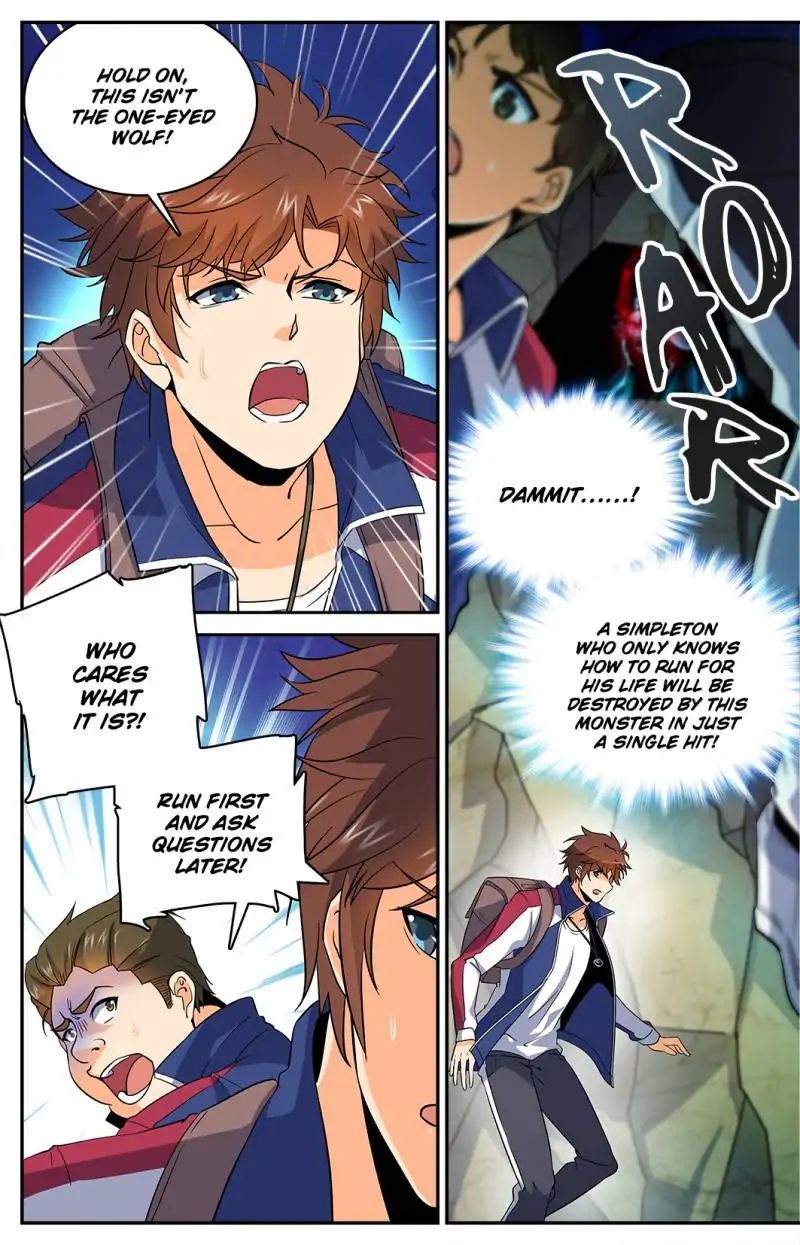 HOLD ON,
THIS ISN'T
THE ONE-EYED
WOLF!
WHO
CARES
WHAT
IT IS?!
RUN FIRST
AND ASK
QUESTIONS
LATER!
ROAR
DAMMIT......!
A SIMPLETON
WHO ONLY KNOWS
HOW TO RUN FOR
HIS LIFE WILL BE
DESTROYED BY THIS
MONSTER IN JUST
A SINGLE HIT!